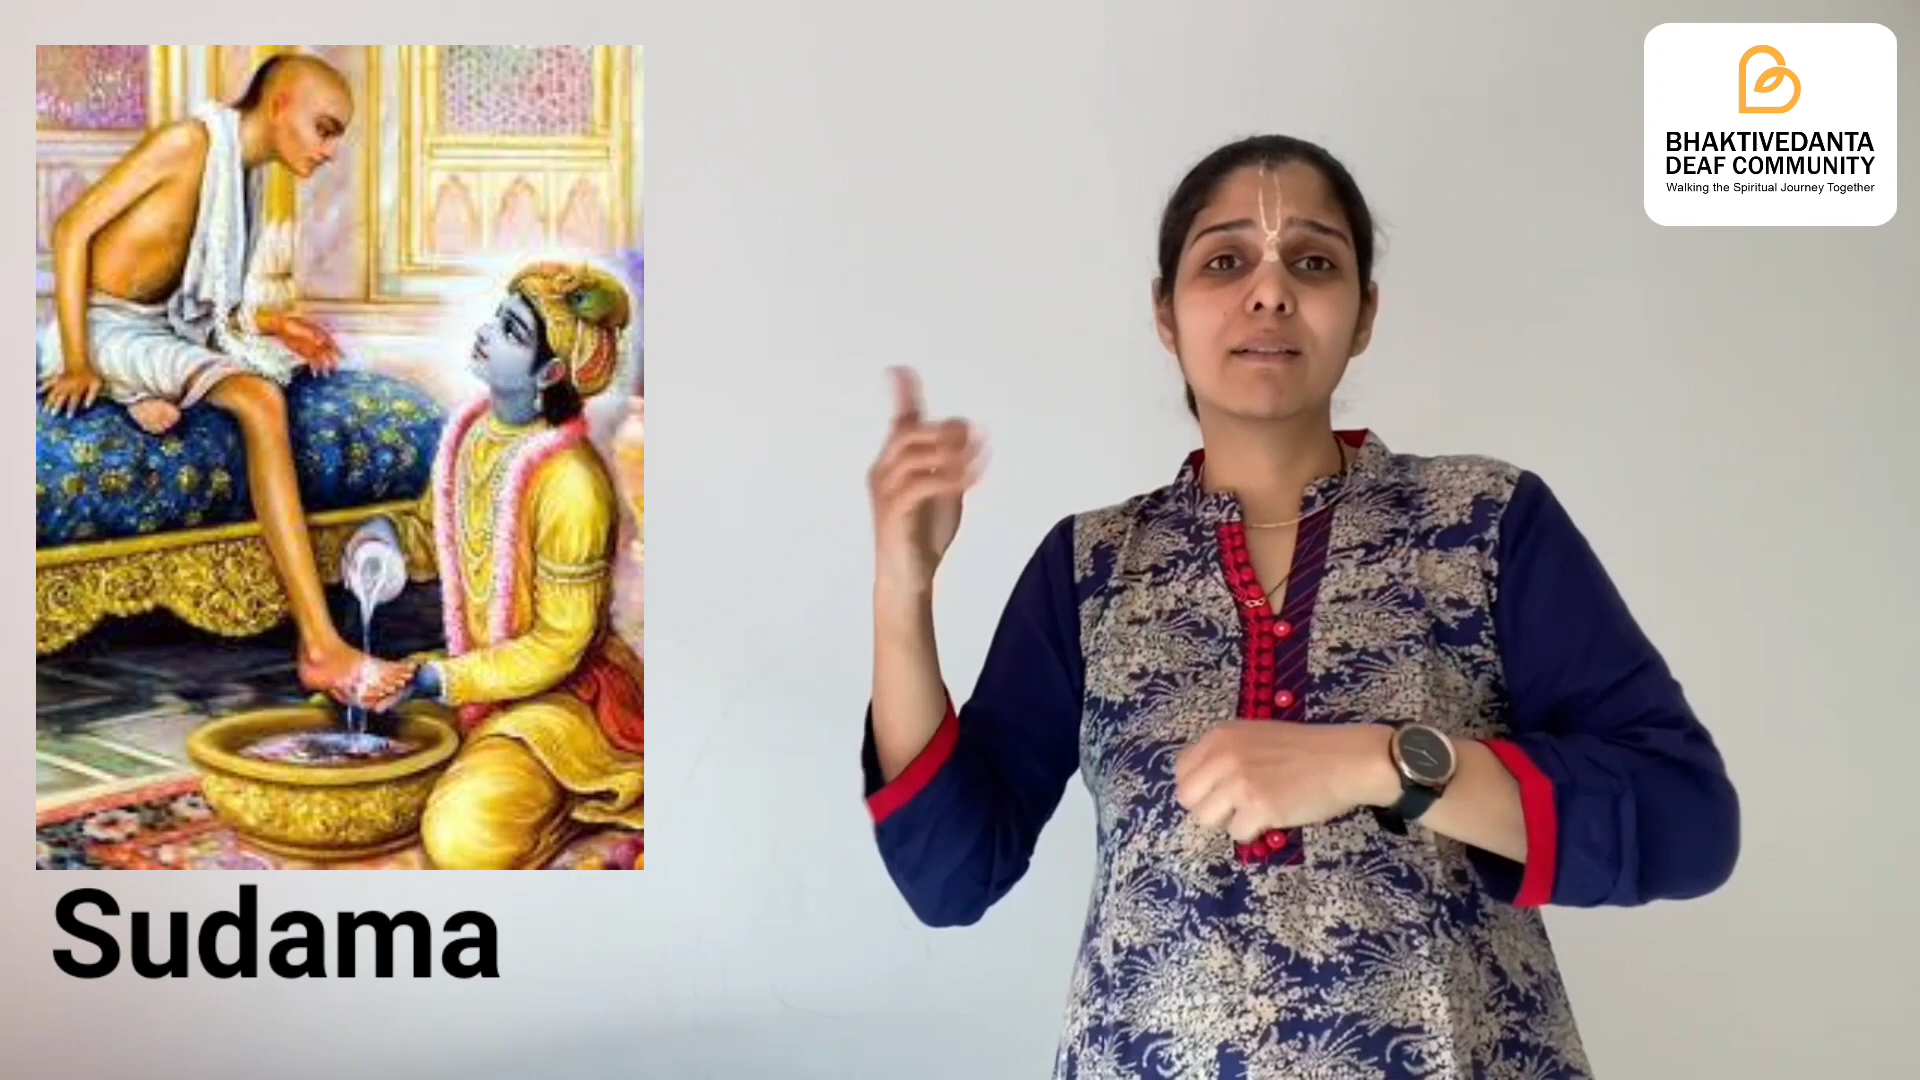 BHAKTIVEDANTA
DEAF COMMUNITY
Walking the Spiritual Journey Together
Sudama